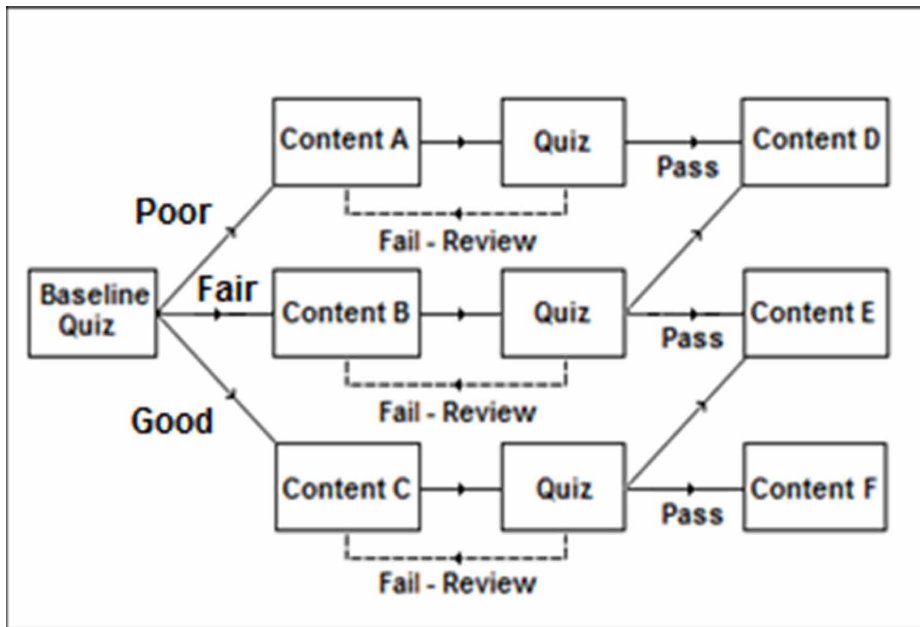 Content A
Quiz
Pass
Content D
Poor
Fail - Review
Baseline
Quiz
Fair
Content B
Quiz
Pass
Content E
Fail - Review
Good
Content C
Quiz
Pass
Content F
Fail - Review